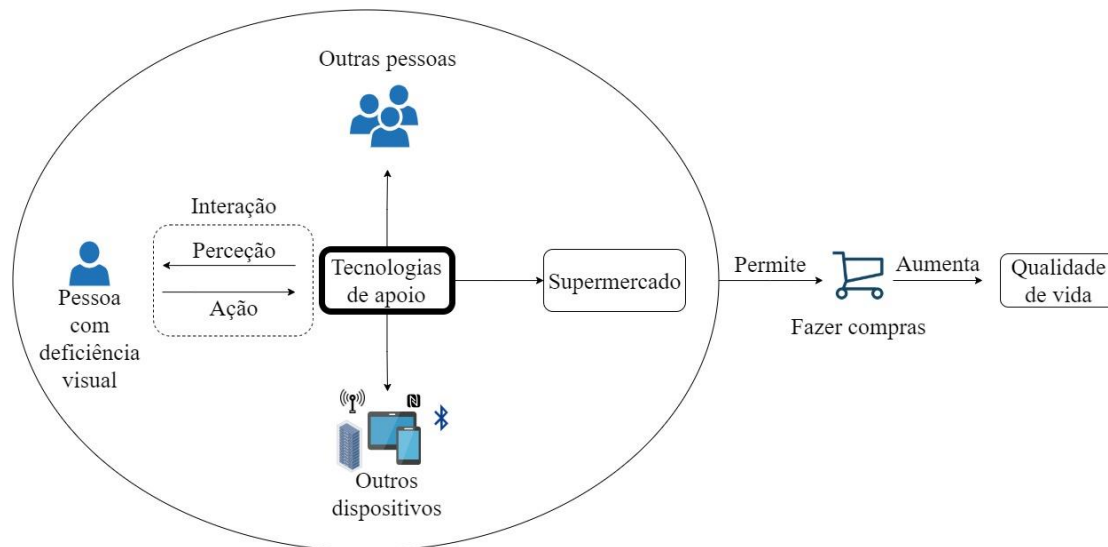 Outras pessoas
Interação
Perceção
Ação
Pessoa
com
deficiência
visual
Tecnologias
de apoio
Supermercado
Permite
Fazer compras
Aumenta
Qualidade
de vida
Outros
dispositivos